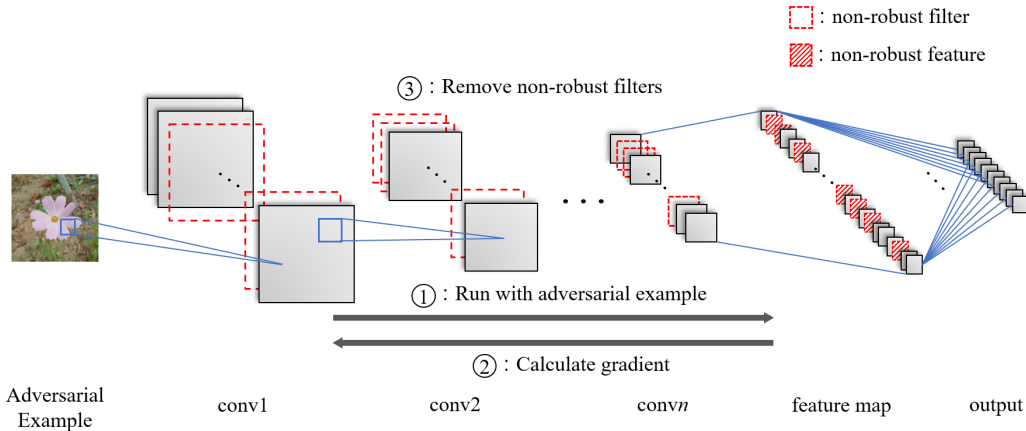 : non-robust filter
: non-robust feature
③ : Remove non-robust filters
① : Run with adversarial example
② : Calculate gradient
Adversarial
Example
conv1
conv2
convn
feature map
output